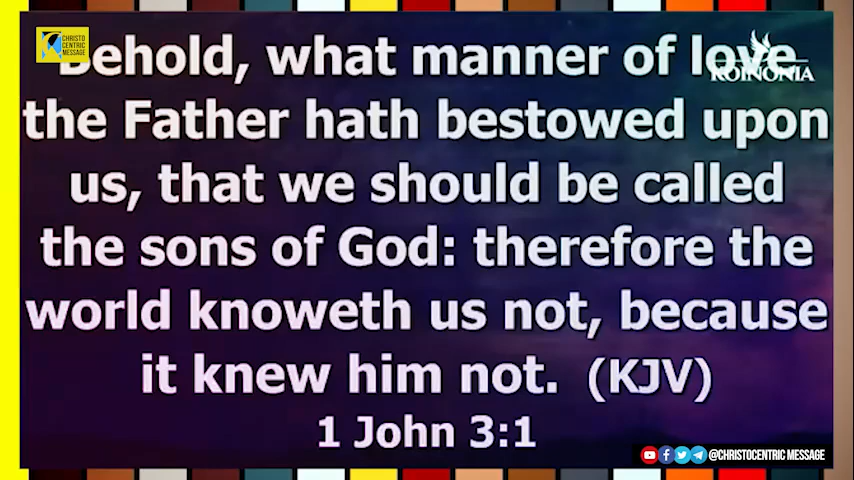 CHRISTO
CENTRIC
MESSAGE
KOINONIA
Behold, what manner of love
the Father hath bestowed upon
us, that we should be called
the sons of God: therefore the
world knoweth us not, because
it knew him not. (KJV)
1 John 3:1
@CHRISTOCENTRIC MESSAGE